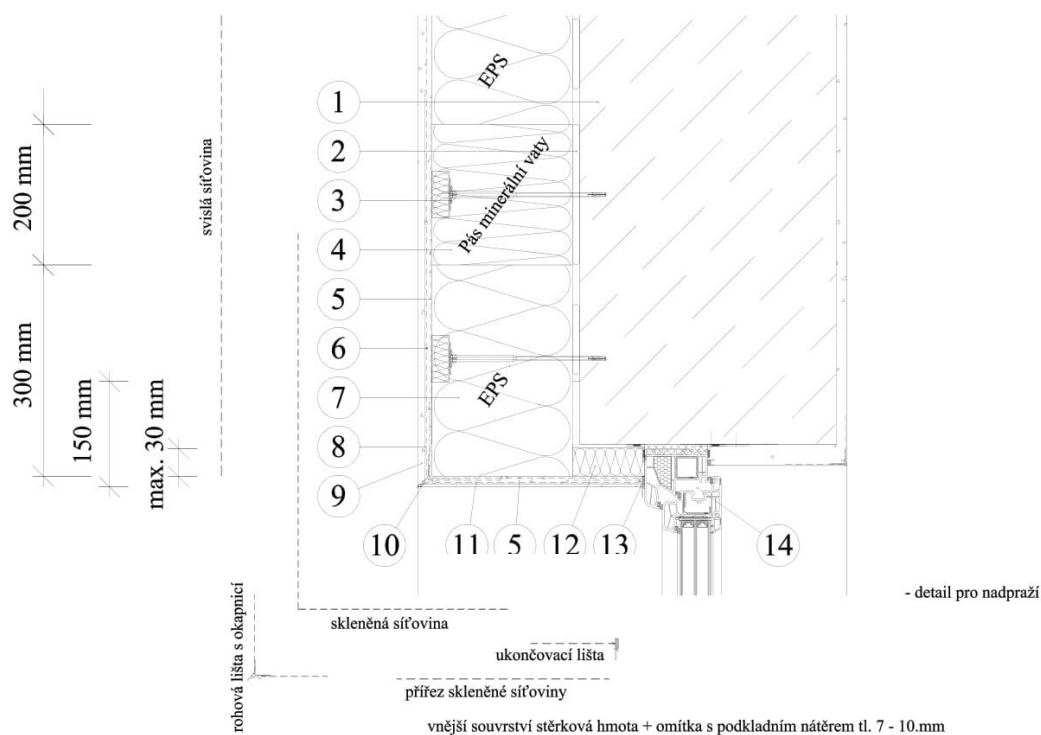 EPS
1
2
Pás minerální vaty
3
4
5
6
7
EPS
8
9
10
11
5
12
13
14
200 mm
300 mm
150 mm
max. 30 mm
svislá síťovina
- detail pro nadpraží
skleněná síťovina
ukončovací lišta
rohová lišta s okapnicí
přířez skleněné síťoviny
vnější souvrství stěrková hmota + omítka s podkladním nátěrem tl. 7 - 10.mm